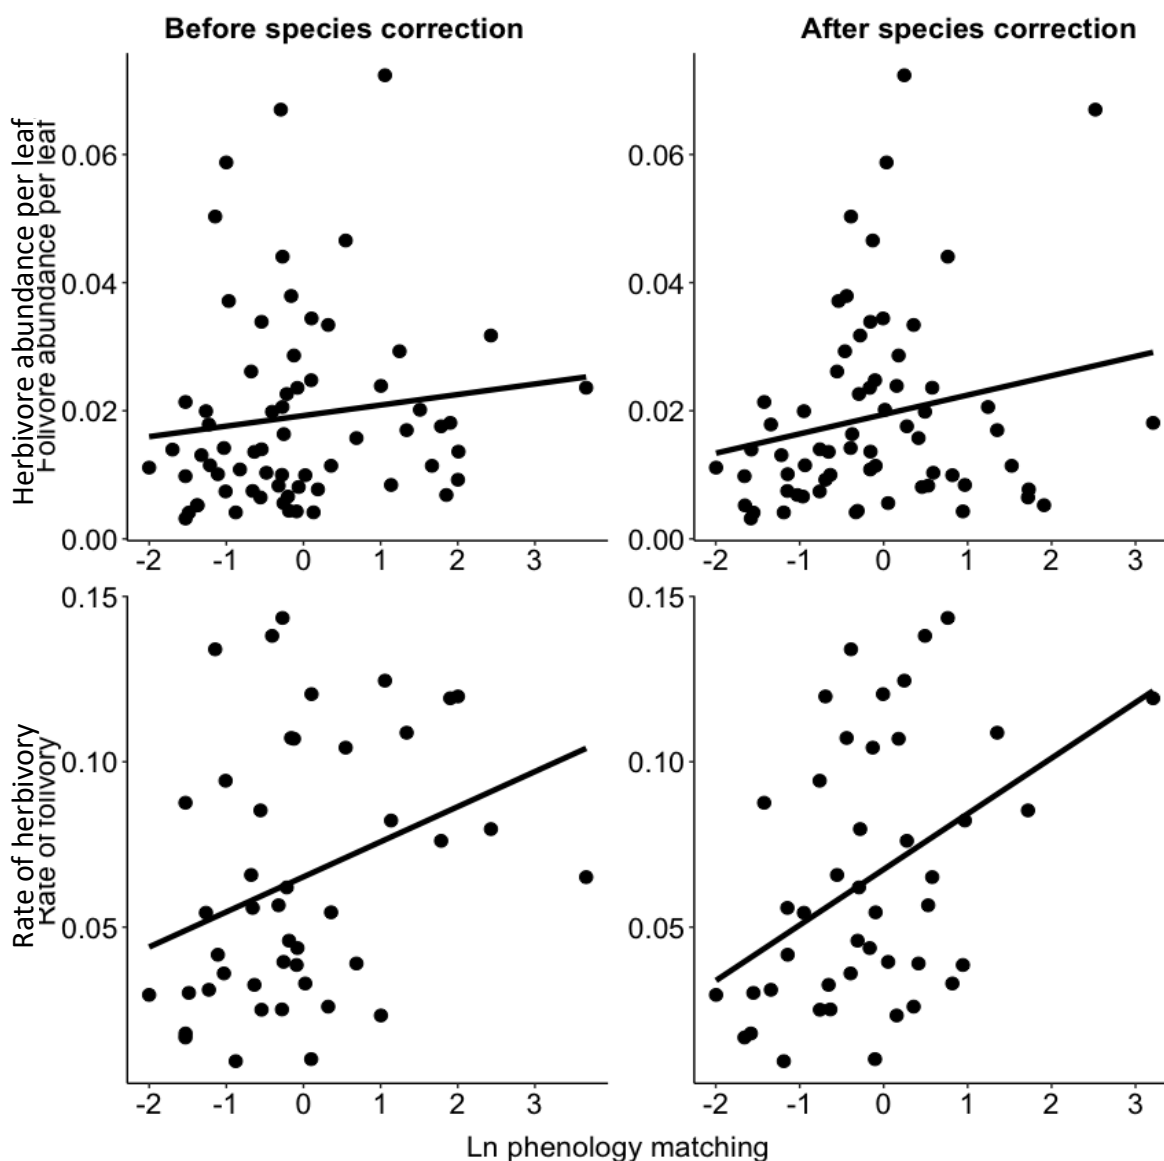 Before species correction
After species correction
Herbivore abundance per leaf
Folivore abundance per leaf
0.06
0.04
0.02
0.00
-2 -1 0 1 2 3
0.06
0.04
0.02
0.00
-2 -1 0 1 2 3
Rate of herbivory
Rate of folivory
0.15
0.10
0.05
-2 -1 0 1 2 3
0.15
0.10
0.05
-2 -1 0 1 2 3
Ln phenology matching